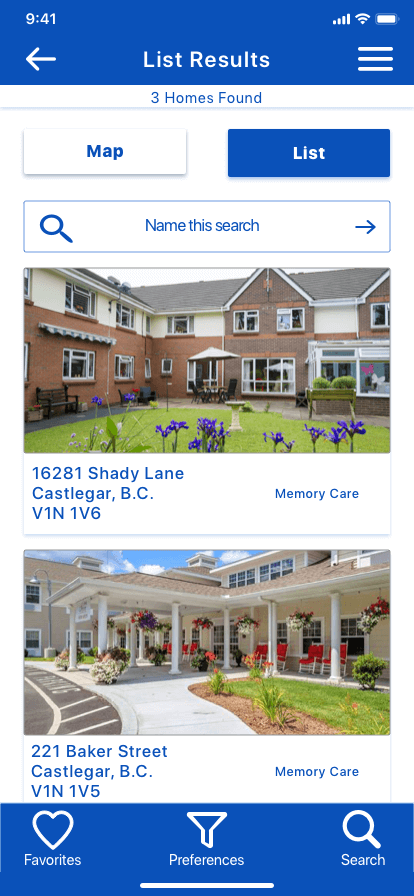 9:41
List Results
3 Homes Found
Map
List
Name this search
16281 Shady Lane
Castlegar, B.C.
V1N 1V6
Memory Care
221 Baker Street
Castlegar, B.C.
V1N 1V5
Memory Care
Favorites
Preferences
Search